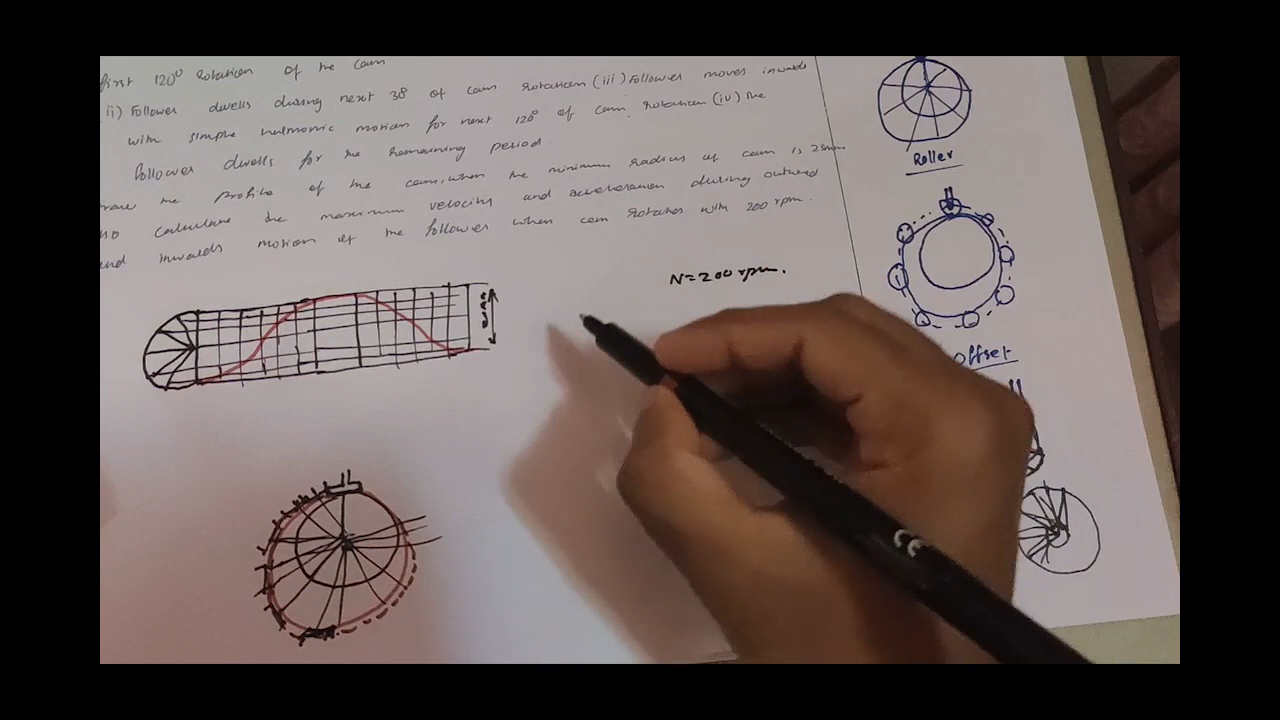 first 120° Rotation of the cam
(ii) Follower dwells during next 30 of cam rotation (iii) Follower moves inwards
with simple halmonic motion for next 120° of cam rotation (iv) The
follower dwells for the remaining period
the profile of the cam, when the minimum radius of cam is 25mm
calculate the maximum velocity and acceleration during outward
and inwards motion of the follower when cam rotates with 200 rpm.
N=200 rpm.
Roller
offset